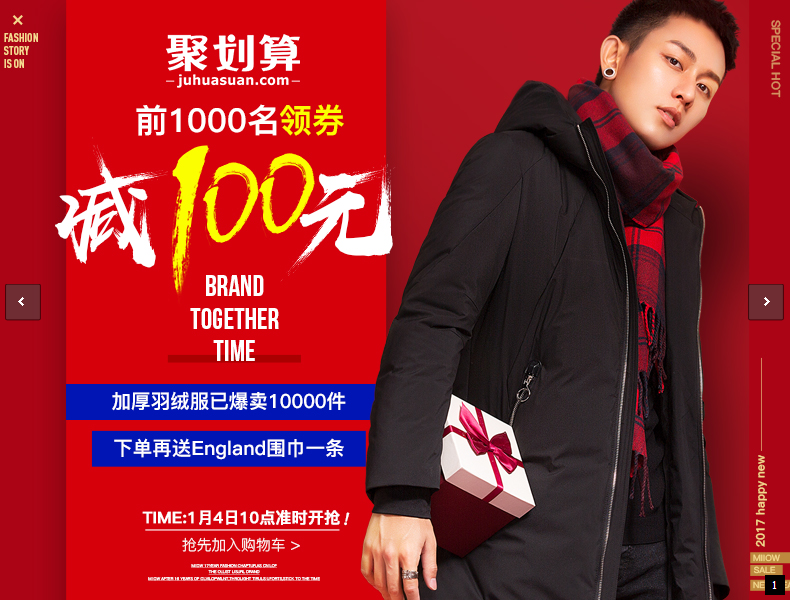 FASHION
STORY
IS ON
聚划算
juhuasuan.com
前1000名领券
减100元
BRAND
TOGETHER
TIME
加厚羽绒服已爆卖10000件
下单再送England围巾一条
TIME:1月4日10点准时开抢!
抢先加入购物车 >
SPECIAL HOT
2017 happy new
MIIOW
SALE
1